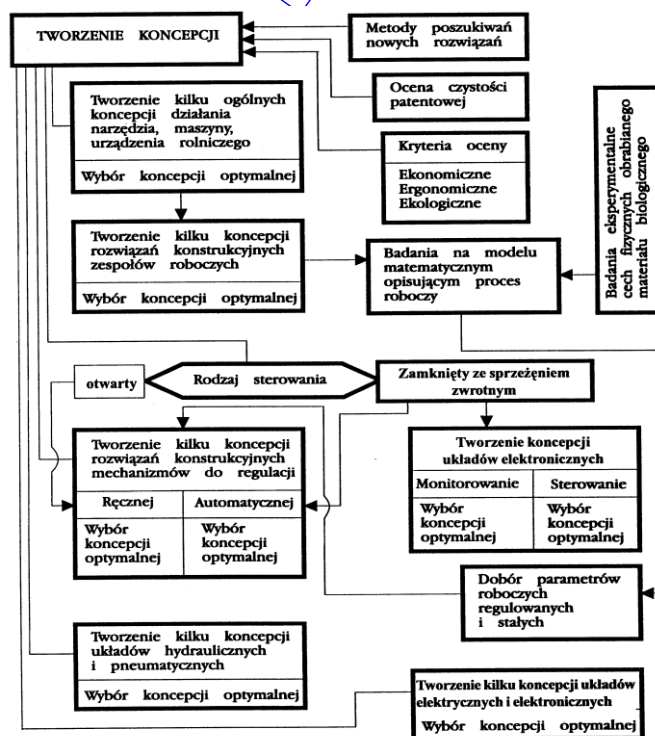 TWORZENIE KONCEPCJI
Metody poszukiwań
nowych rozwiązań
Ocena czystości
patentowej
Kryteria oceny
Ekonomiczne
Ergonomiczne
Ekologiczne
Tworzenie kilku ogólnych
koncepcji działania
narzędzia, maszyny,
urządzenia rolniczego
Wybór koncepcji optymalnej
Tworzenie kilku koncepcji
rozwiązań konstrukcyjnych
zespołów roboczych
Wybór koncepcji optymalnej
Badania na modelu
matematycznym
opisującym proces
roboczy
Badania eksperymentalne
cech fizycznych obrabianego
materiału biologicznego
otwarty
Rodzaj sterowania
Zamknięty ze sprzężeniem
zwrotnym
Tworzenie kilku koncepcji
rozwiązań konstrukcyjnych
mechanizmów do regulacji
Ręcznej
Automatycznej
Wybór
koncepcji
optymalnej
Wybór
koncepcji
optymalnej
Tworzenie koncepcji
układów elektronicznych
Monitorowanie
Sterowanie
Wybór
koncepcji
optymalnej
Wybór
koncepcji
optymalnej
Dobór parametrów
roboczych
regulowanych
i stałych
Tworzenie kilku koncepcji
układów hydraulicznych
i pneumatycznych
Wybór koncepcji optymalnej
Tworzenie kilku koncepcji układów
elektrycznych i elektronicznych
Wybór koncepcji optymalnej